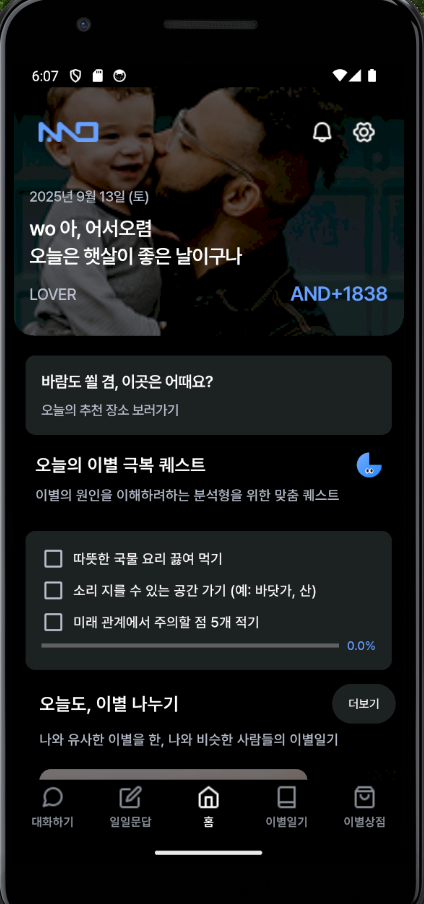 6:07
AND
2025년 9월 13일 (토)
wo 아, 어서오렴
오늘은 햇살이 좋은 날이구나
LOVER
AND+1838
바람도 쐴 겸, 이곳은 어때요?
오늘의 추천 장소 보러가기
오늘의 이별 극복 퀘스트
이별의 원인을 이해하려하는 분석형을 위한 맞춤 퀘스트
따뜻한 국물 요리 끓여 먹기
소리 지를 수 있는 공간 가기 (예: 바닷가, 산)
미래 관계에서 주의할 점 5개 적기
0.0%
오늘도, 이별 나누기
더보기
나와 유사한 이별을 한, 나와 비슷한 사람들의 이별일기
대화하기
일일문답
홈
이별일기
이별상점